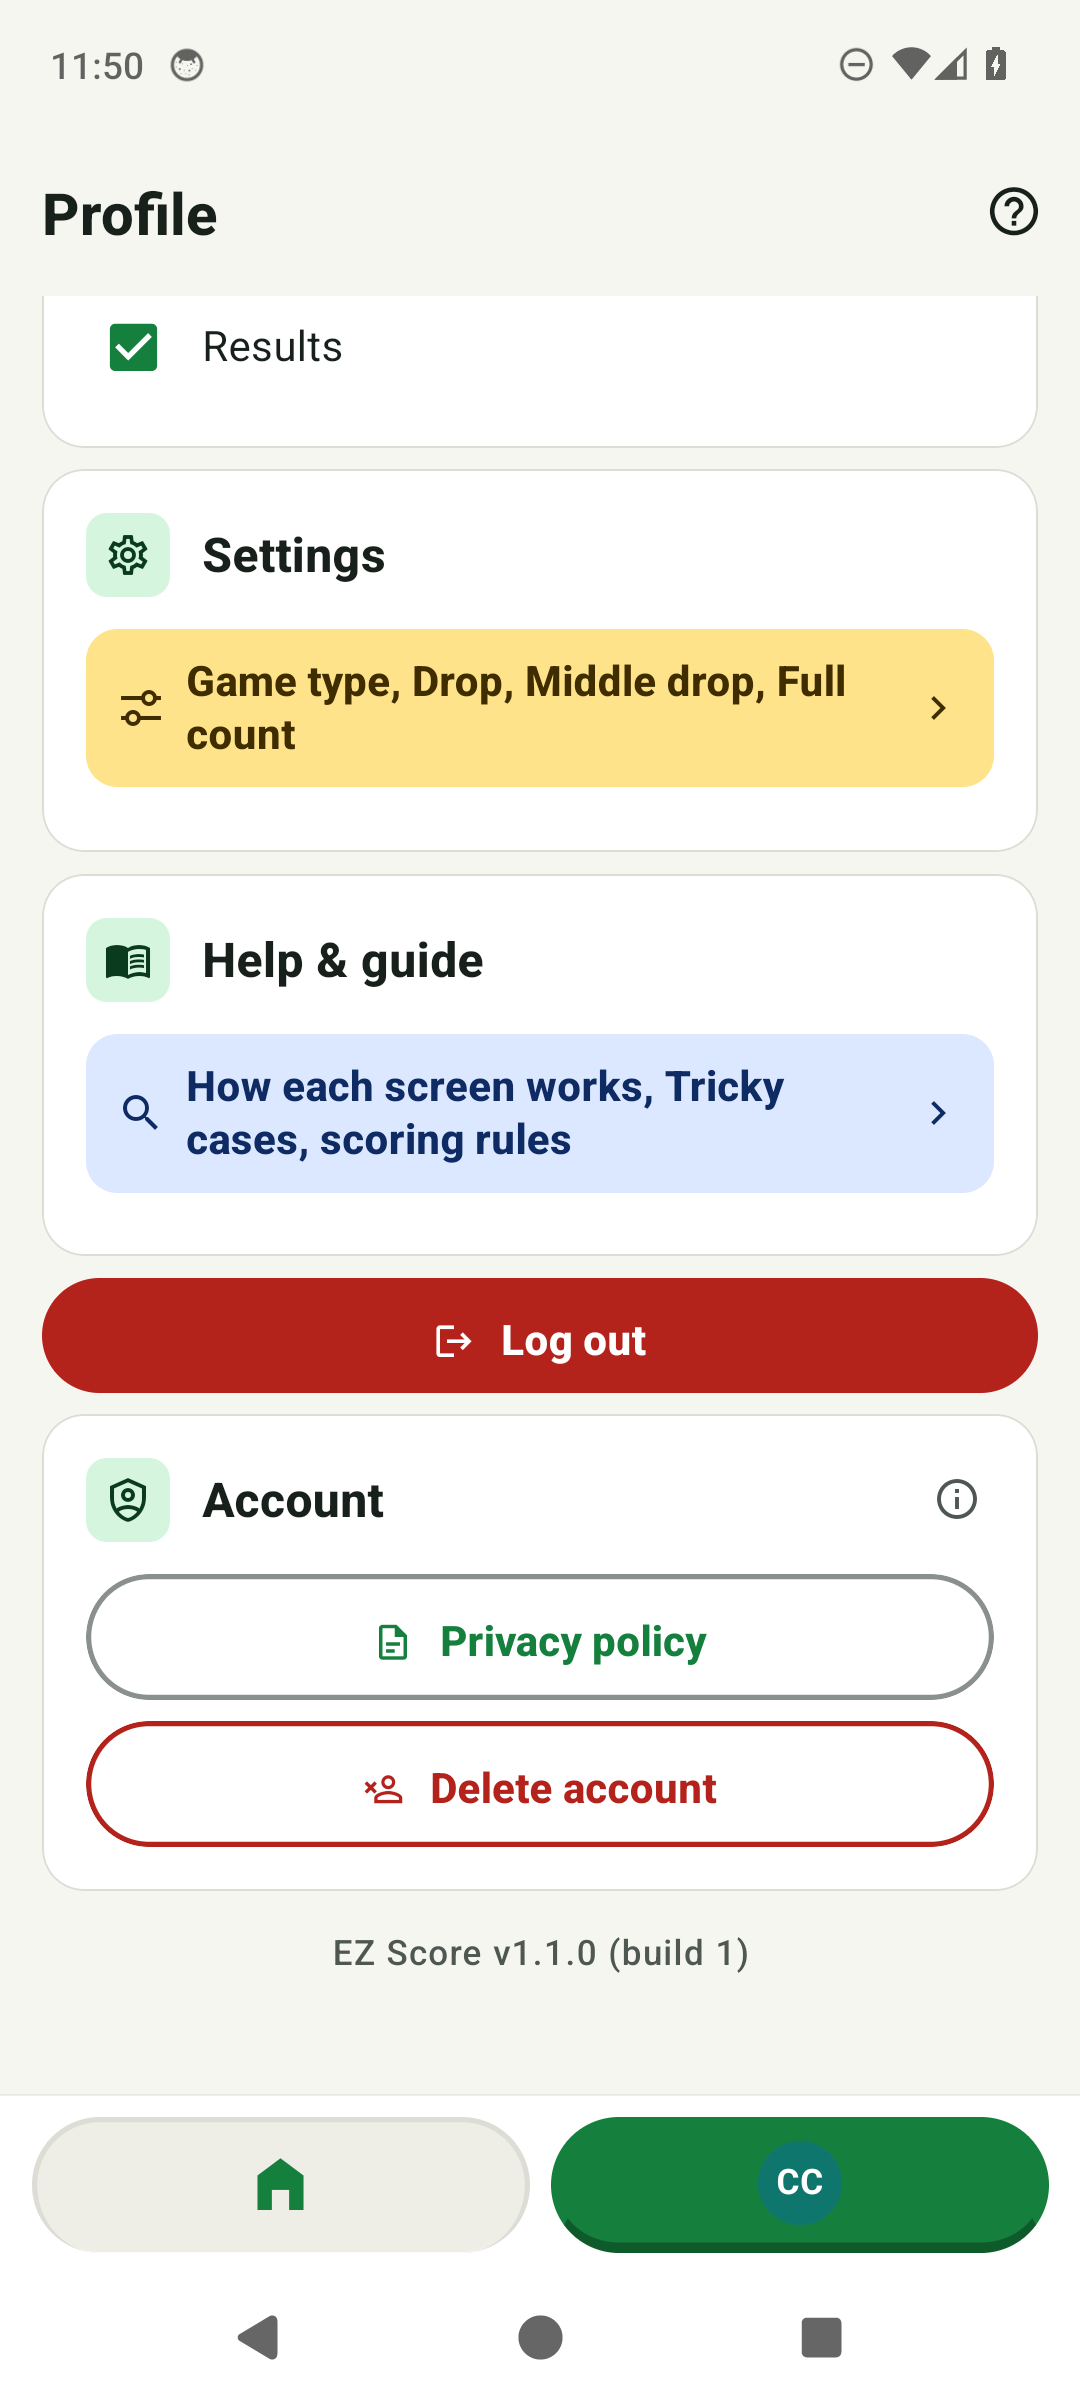 11:50
Profile
Results
Settings
Game type, Drop, Middle drop, Full
count
Help & guide
How each screen works, Tricky
cases, scoring rules
Log out
Account
Privacy policy
Delete account
EZ Score v1.1.0 (build 1)
CC